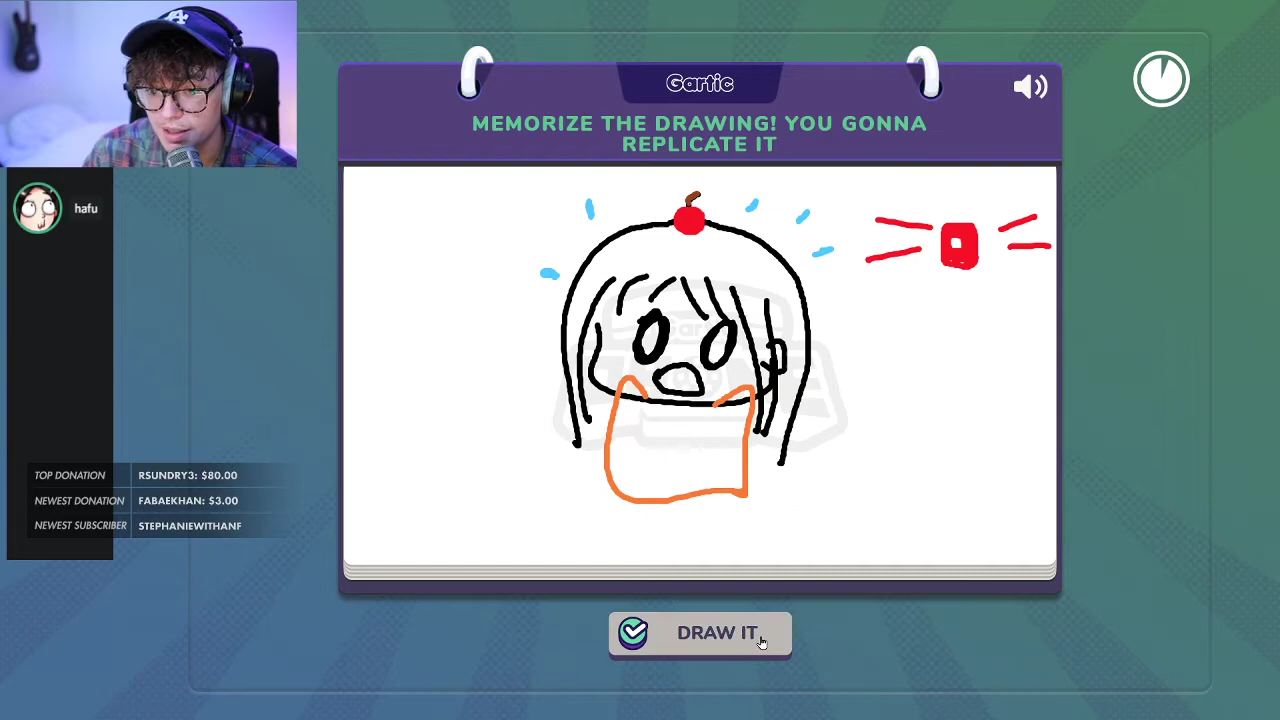 Gartic
MEMORIZE THE DRAWING! YOU GONNA
REPLICATE IT
hafu
TOP DONATION RSUNDRY3: $80.00
NEWEST DONATION FABAEKHAN: $3.00
NEWEST SUBSCRIBER STEPHANIEWITHANF
DRAW IT